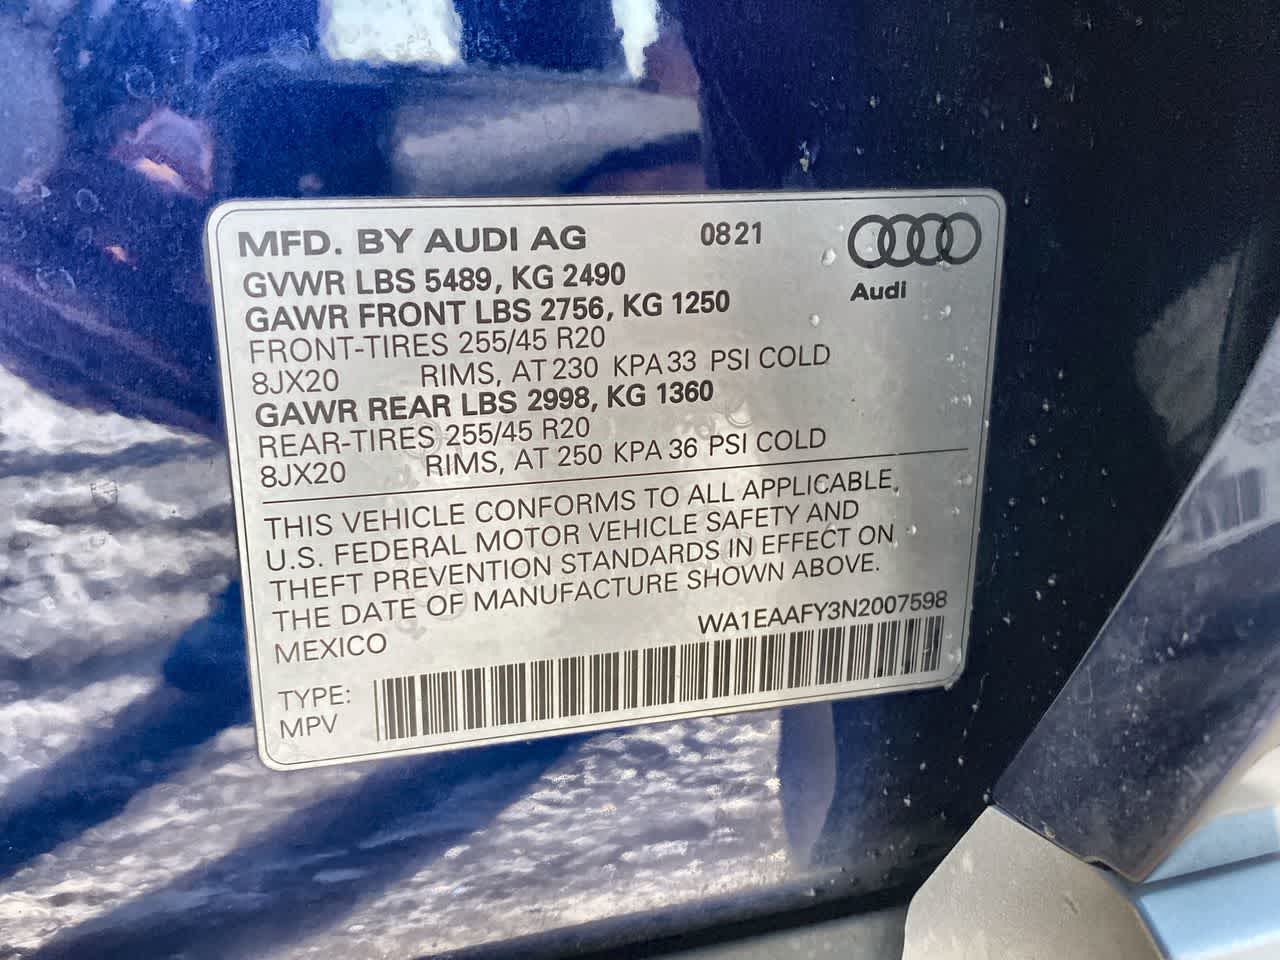 MFD. BY AUDI AG 08 21
Audi
GVWR LBS 5489, KG 2490
GAWR FRONT LBS 2756, KG 1250
FRONT-TIRES 255/45 R20
8JX20 RIMS, AT 230 KPA 33 PSI COLD
GAWR REAR LBS 2998, KG 1360
REAR-TIRES 255/45 R20
8JX20 RIMS, AT 250 KPA 36 PSI COLD
THIS VEHICLE CONFORMS TO ALL APPLICABLE,
U.S. FEDERAL MOTOR VEHICLE SAFETY AND
THEFT PREVENTION STANDARDS IN EFFECT ON
THE DATE OF MANUFACTURE SHOWN ABOVE.
MEXICO WA1EAAFY3N2007598
TYPE:
MPV